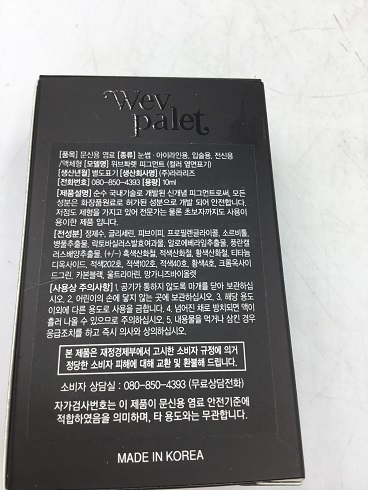 Wev
palet
[품목] 문신용 염료 [종류] 눈썹 · 아이라인용, 입술용, 전신용
/액체형 [모델명] 위브파렛 피그먼트 (컬러 옆면표기)
[생산년월] 별도표기 [생산회사명] (주)라라리즈
[전화번호] 080-850-4393 [용량] 10ml
[제품설명] 순수 국내기술로 개발된 신개념 피그먼트로써, 모든
성분은 화장품원료로 허가된 성분으로 개발 되어 안전합니다.
저점도 제형을 가지고 있어 전문가는 물론 초보자까지도 사용이
용이한 제품 입니다.
[전성분] 정제수, 글리세린, 피브이피, 프로필렌글라이콜, 소르비톨,
병풀추출물, 락토바실러스발효여과물, 알로에베라잎추출물, 풍란캘
러스배양추출물, (+/-) 흑색산화철, 적색산화철, 황색산화철, 티타늄
디옥사이드, 적색202호, 적색102호, 적색40호, 황색4호, 크롬옥사이
드그린, 카본블랙, 울트라마린, 망가니즈바이올렛
[사용상 주의사항] 1. 공기가 통하지 않도록 마개를 닫아 보관하십
시오. 2. 어린이의 손에 닿지 않는 곳에 보관하십시오. 3. 해당 용도
이외에 다른 용도로 사용을 금합니다. 4. 넘어진 채로 방치되면 액이
흘러 나올 수 있으므로 주의하십시오. 5. 내용물을 먹거나 삼킨 경우
응급조치를 하고 즉시 의사와 상의하십시오.
본 제품은 재정경제부에서 고시한 소비자 규정에 의거
정당한 소비자 피해에 대해 교환 및 환불해 드립니다.
소비자 상담실 : 080-850-4393 (무료상담전화)
자가검사번호는 이 제품이 문신용 염료 안전기준에
적합하였음을 의미하며, 타 용도와는 무관합니다.
MADE IN KOREA